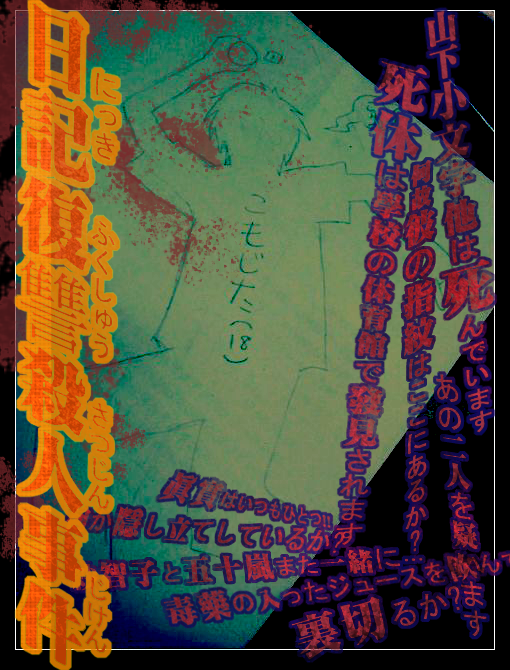 日記復讐殺人事件
にっき ふくしゅう さつじん じけん
山下小文字他は死んでいます
死体は学校の体育館で発見されます
何故彼の指紋はここにあるか?
あの二人を疑います
こもじた(18)
真實はいつもひとつ!!
か隠し立てしているが?
智子と五十嵐また一緒に飲んで
毒薬の入ったジュースを
裏切るか?